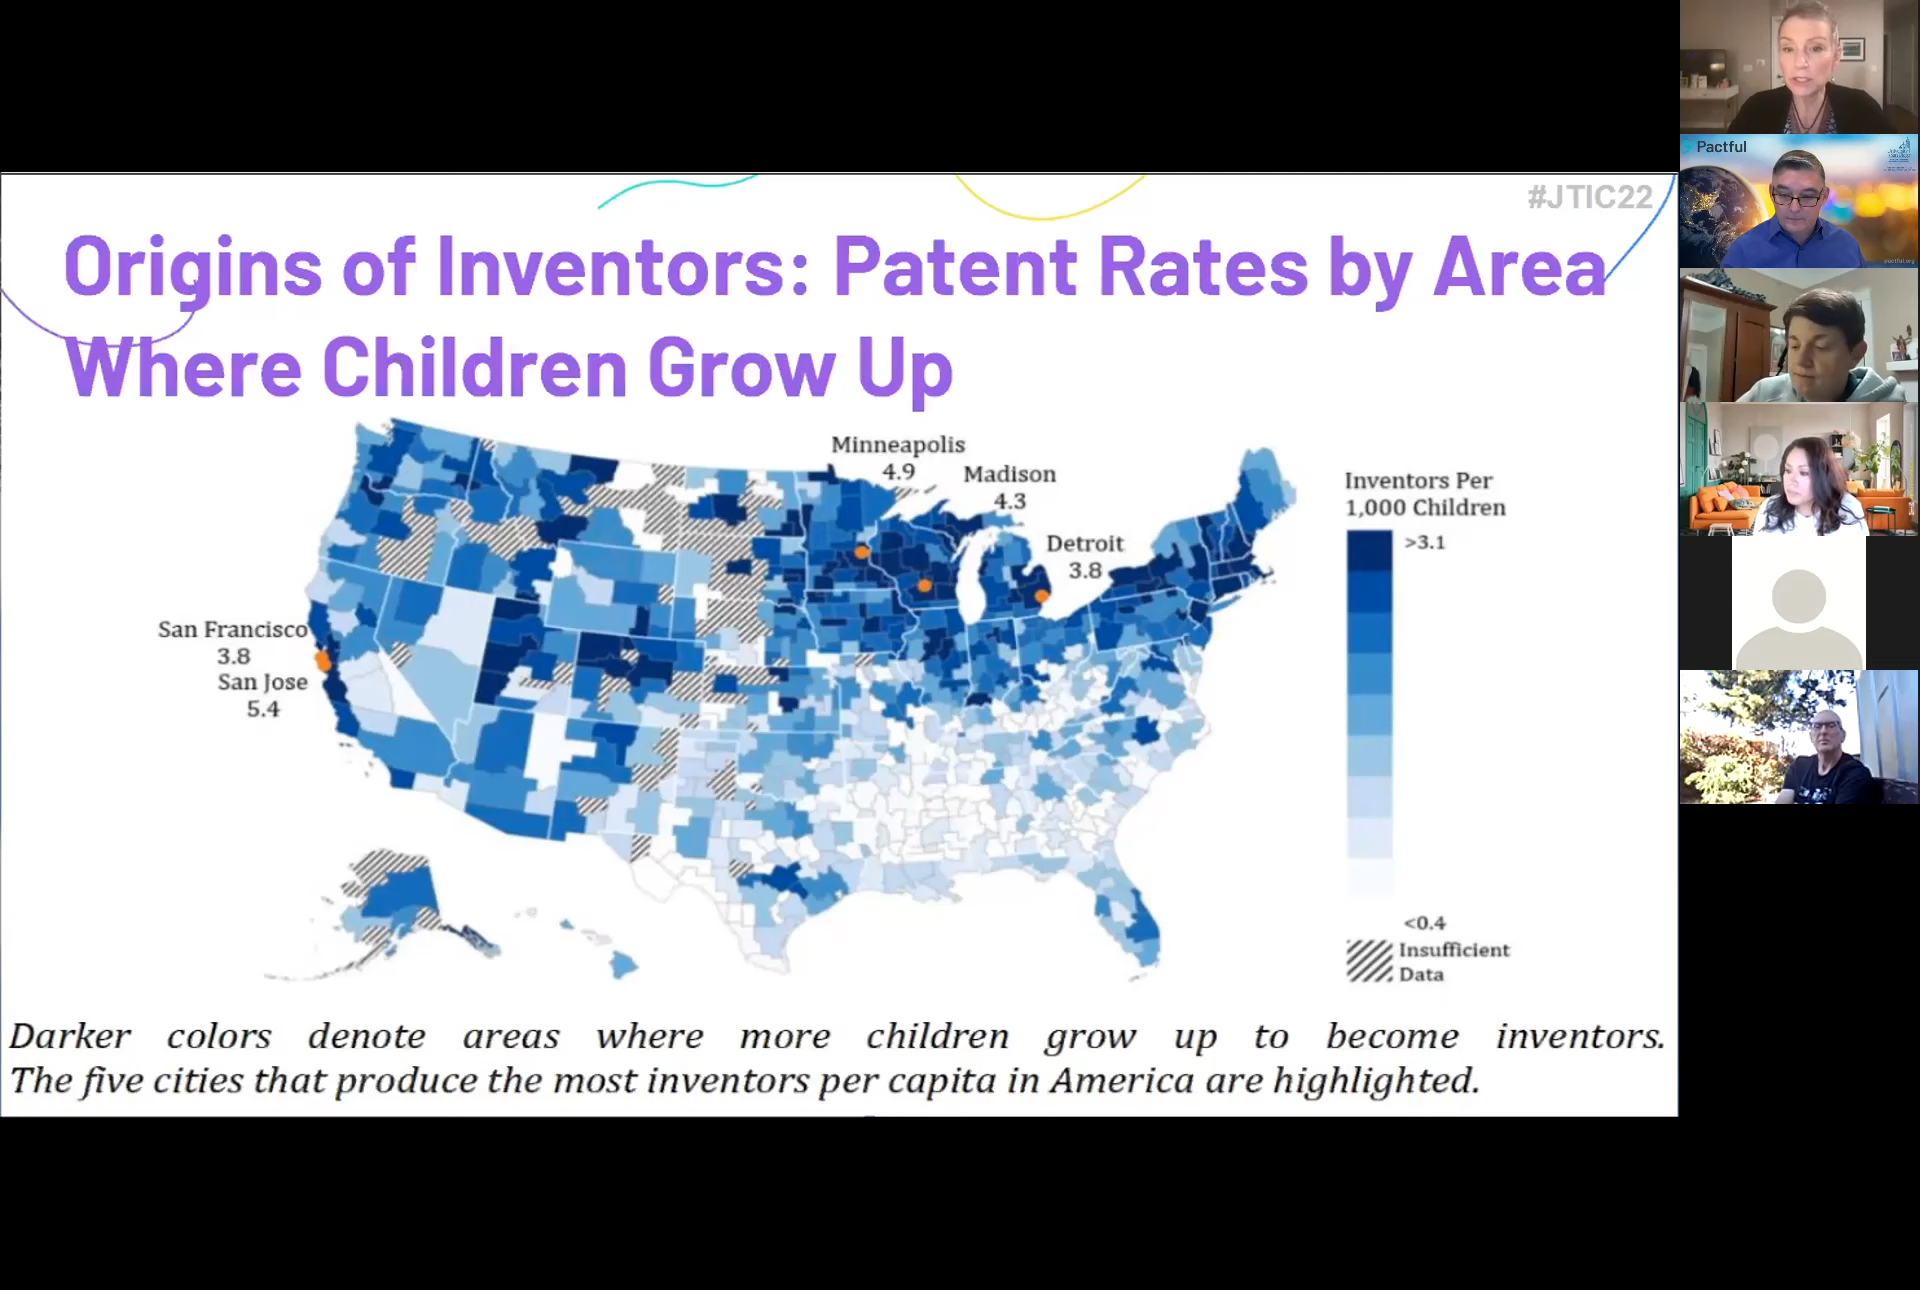 #JTIC22
Origins of Inventors: Patent Rates by Area
Where Children Grow Up
Minneapolis
4.9
Madison
4.3
Detroit
3.8
San Francisco
3.8
San Jose
5.4
Inventors Per
1,000 Children
>3.1
<0.4
Insufficient
Data
Darker colors denote areas where more children grow up to become inventors.
The five cities that produce the most inventors per capita in America are highlighted.
Pactful
pactful.org